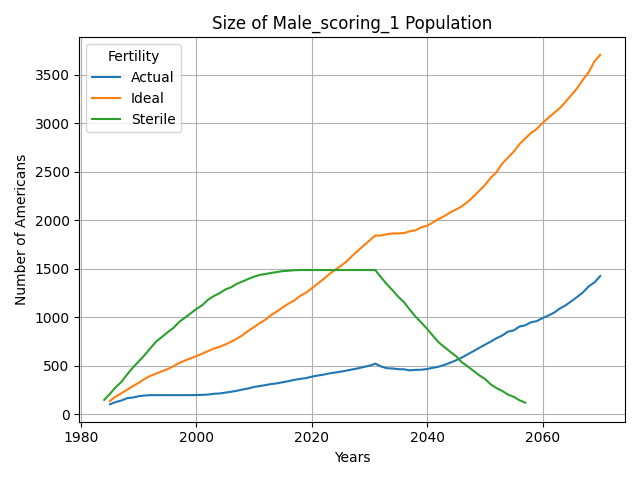 Size of Male_scoring_1 Population
Fertility
Actual
Ideal
Sterile
Number of Americans
3500
3000
2500
2000
1500
1000
500
0
1980
2000
2020
2040
2060
Years